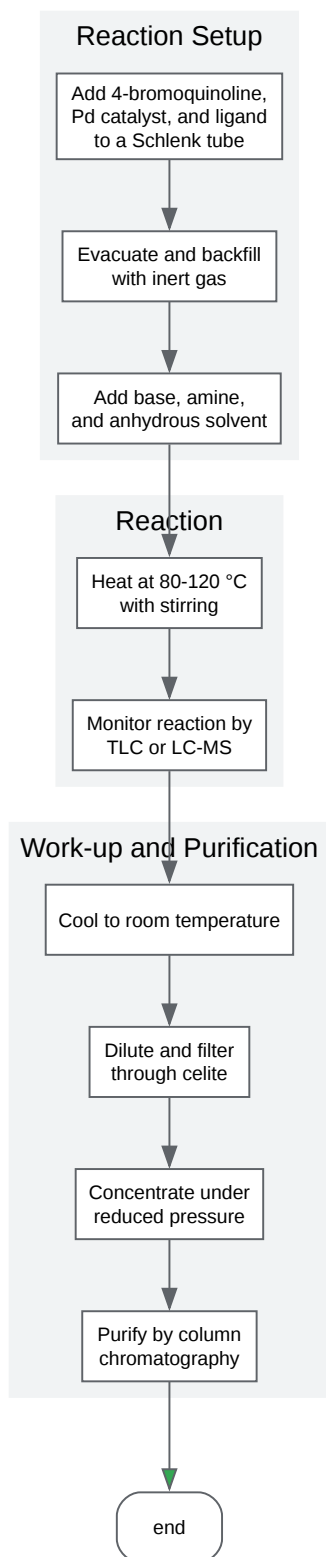 Reaction Setup
Add 4-bromoquinoline,
Pd catalyst, and ligand
to a Schlenk tube
Evacuate and backfill
with inert gas
Add base, amine,
and anhydrous solvent
Reaction
Heat at 80-120 °C
with stirring
Monitor reaction by
TLC or LC-MS
Work-up and Purification
Cool to room temperature
Dilute and filter
through celite
Concentrate under
reduced pressure
Purify by column
chromatography
end